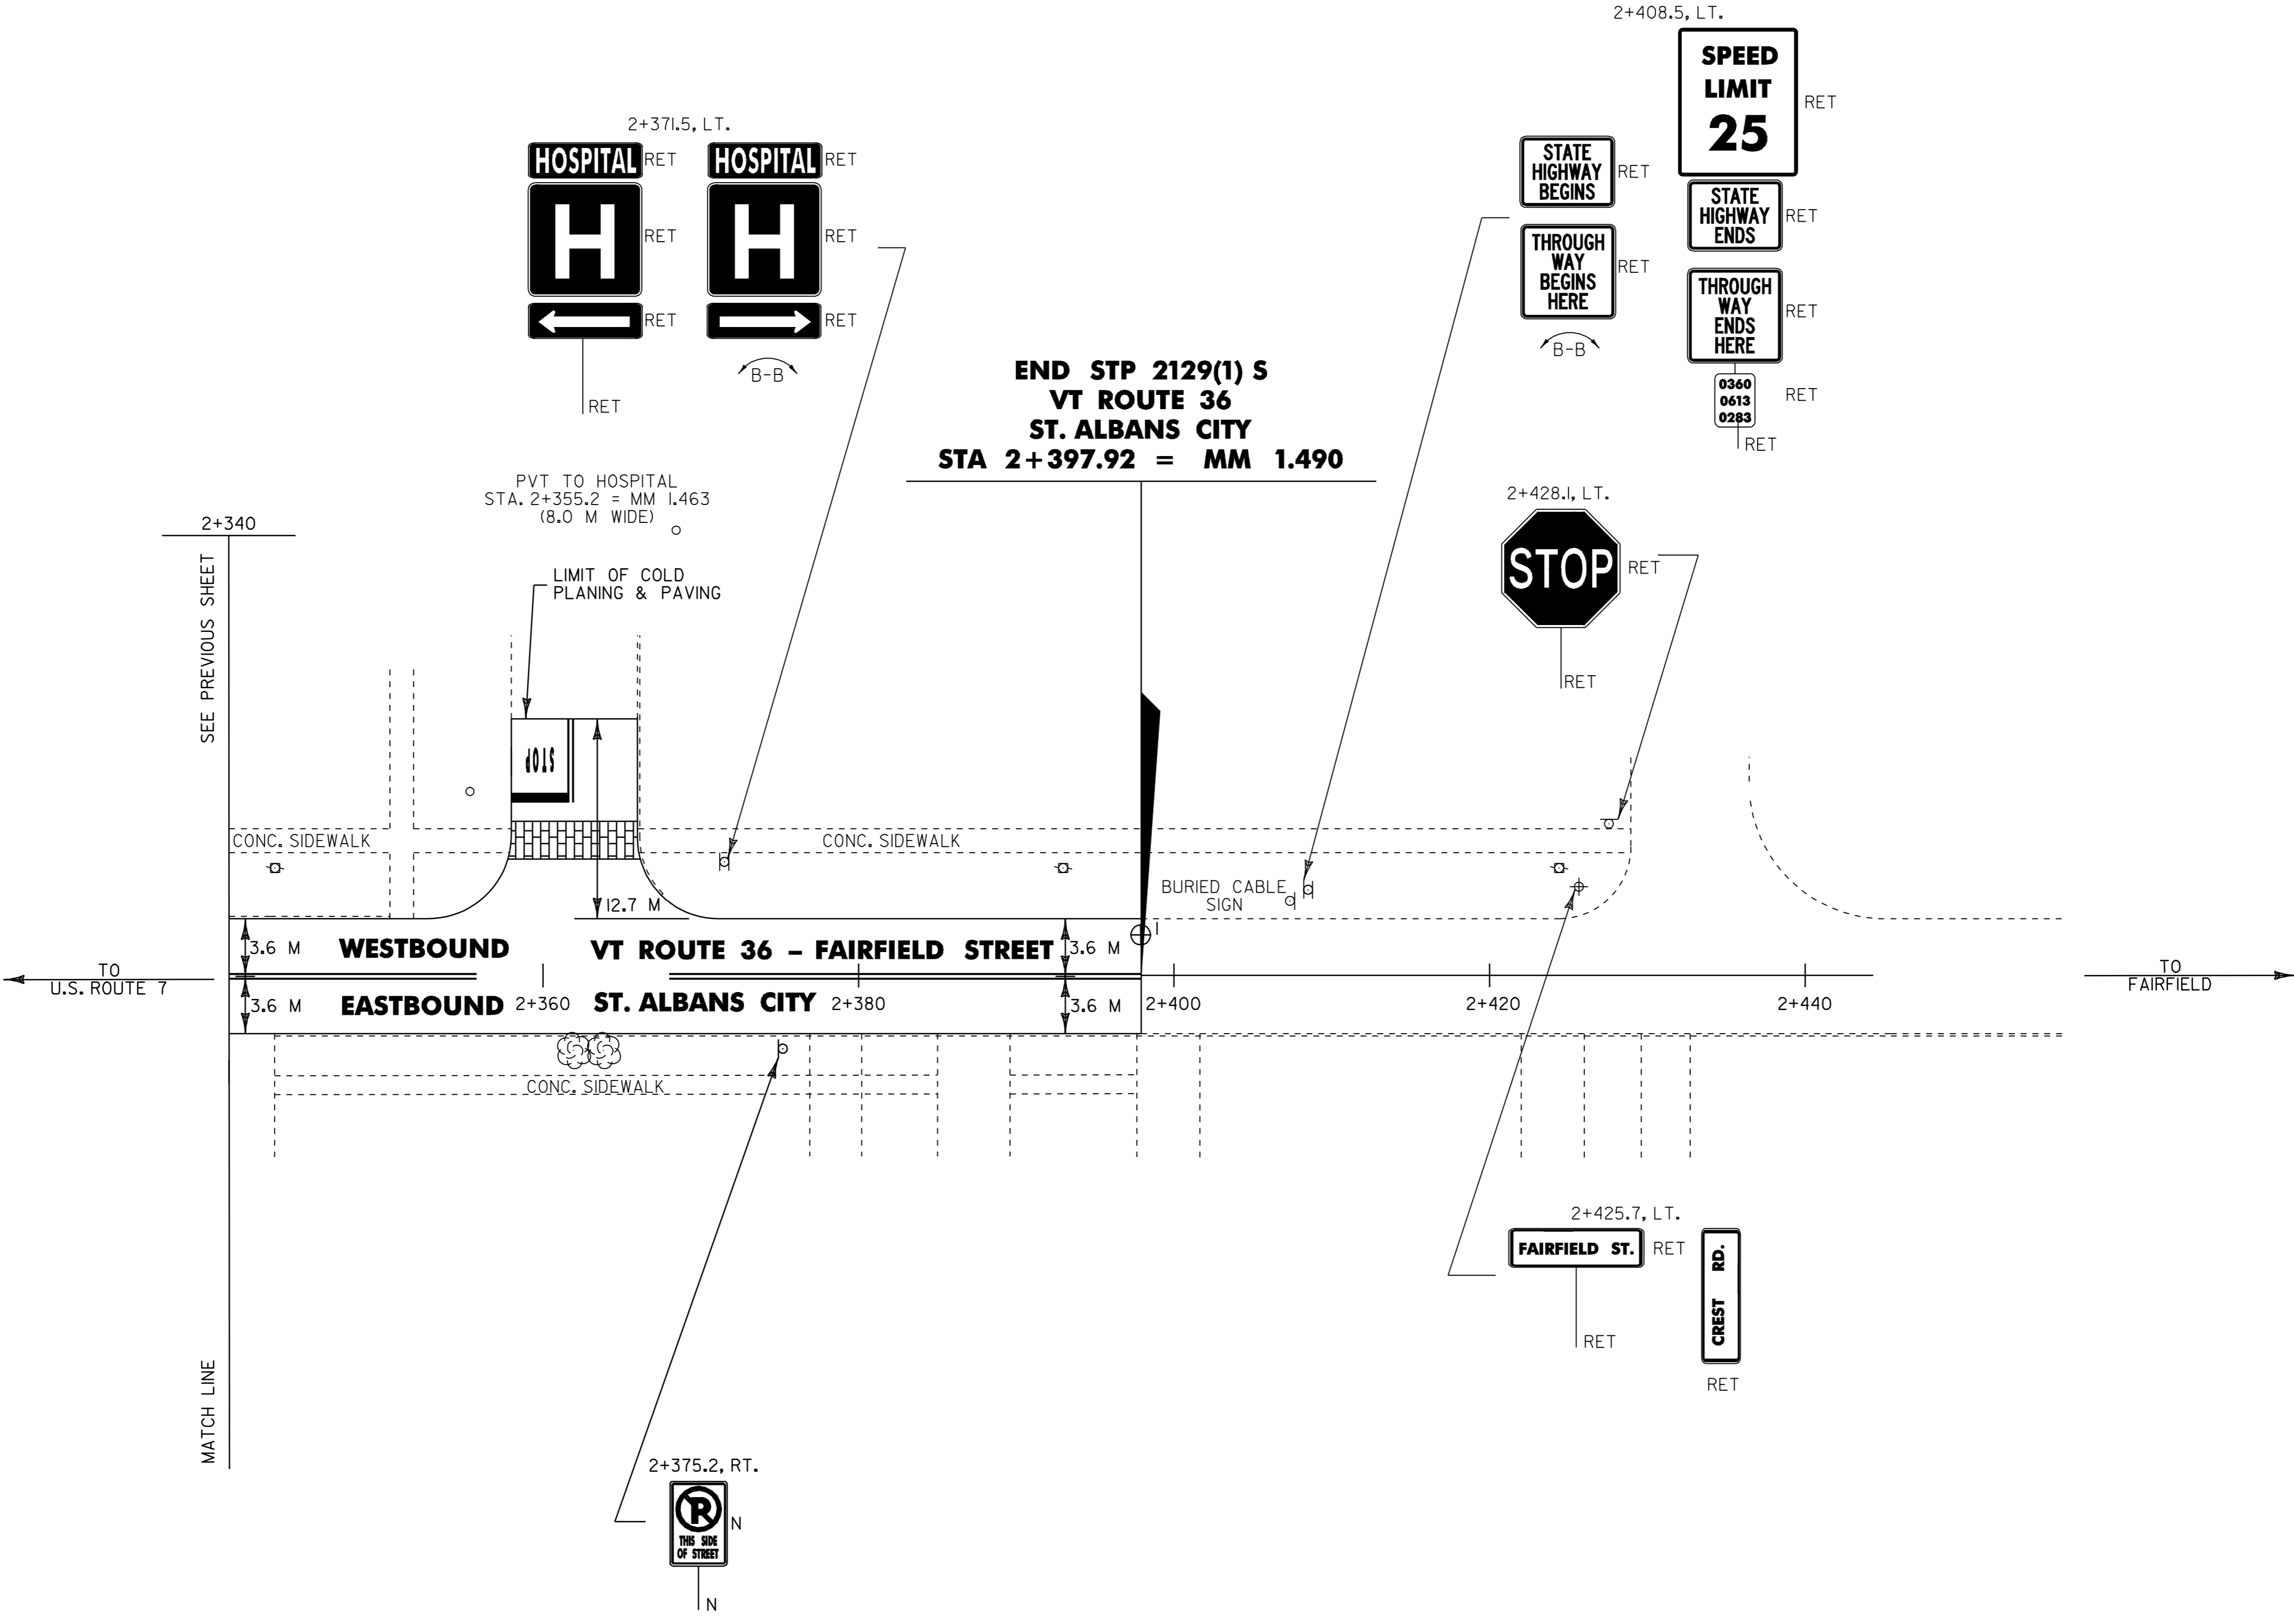 2+408.5, LT.
SPEED
LIMIT
25
RET
2+371.5, LT.
HOSPITAL RET
H RET
RET
RET
HOSPITAL RET
H RET
RET
B-B
STATE
HIGHWAY
BEGINS
RET
THROUGH
WAY
BEGINS
HERE
RET
B-B
STATE
HIGHWAY
ENDS
RET
THROUGH
WAY
ENDS
HERE
RET
0360
0613
0283
RET
RET
END STP 2129(1) S
VT ROUTE 36
ST. ALBANS CITY
STA 2+397.92 = MM 1.490
PVT TO HOSPITAL
STA. 2+355.2 = MM 1.463
(8.0 M WIDE)
2+428.1, LT.
STOP RET
RET
2+340
SEE PREVIOUS SHEET
LIMIT OF COLD
PLANING & PAVING
STOP
CONC. SIDEWALK
CONC. SIDEWALK
BURIED CABLE
SIGN
12.7 M
1
3.6 M WESTBOUND VT ROUTE 36 – FAIRFIELD STREET 3.6 M
TO
U.S. ROUTE 7
TO
FAIRFIELD
3.6 M EASTBOUND 2+360 ST. ALBANS CITY 2+380 3.6 M 2+400 2+420 2+440
CONC. SIDEWALK
MATCH LINE
2+425.7, LT.
FAIRFIELD ST. RET
RET
CREST RD.
RET
2+375.2, RT.
P
THIS SIDE
OF STREET
N
N